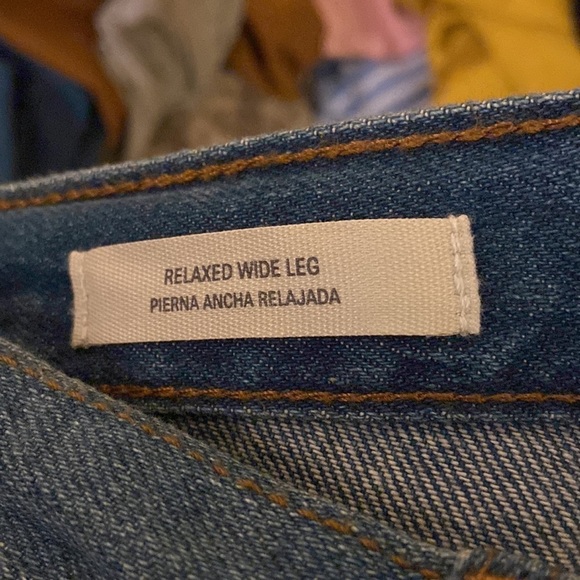 RELAXED WIDE LEG
PIERNA ANCHA RELAJADA